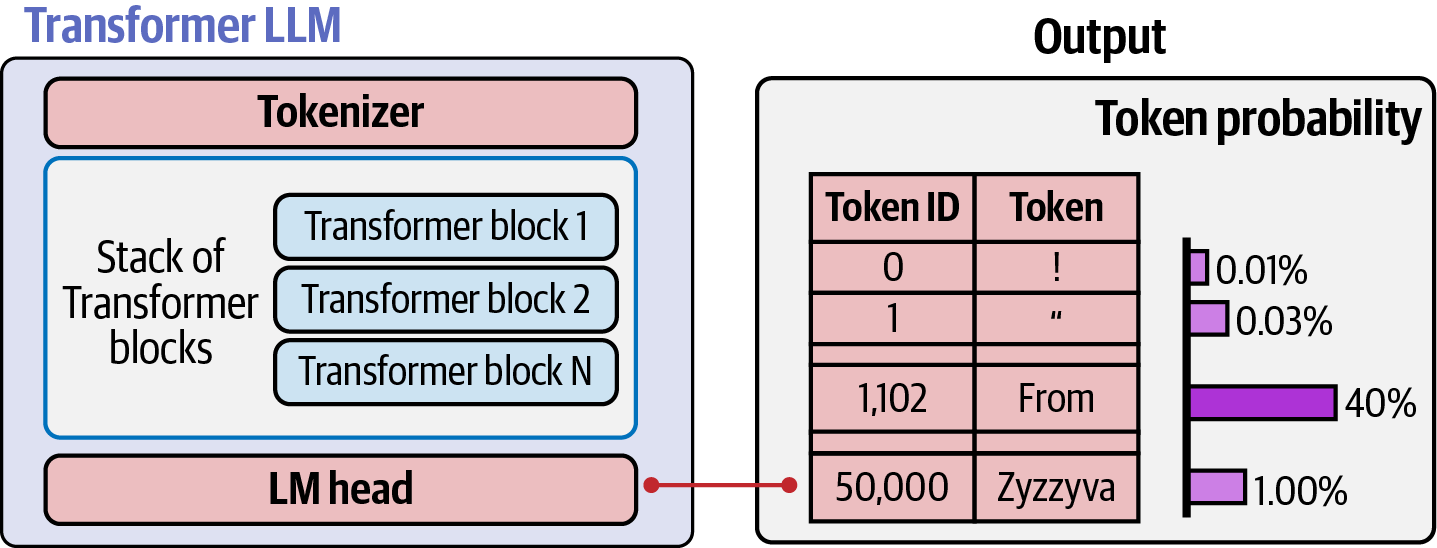 Transformer LLM
Tokenizer
Stack of
Transformer
blocks
Transformer block 1
Transformer block 2
Transformer block N
LM head
Output
Token probability
Token ID Token
0 ! 0.01%
1 “ 0.03%
1,102 From 40%
50,000 Zyzzyva 1.00%